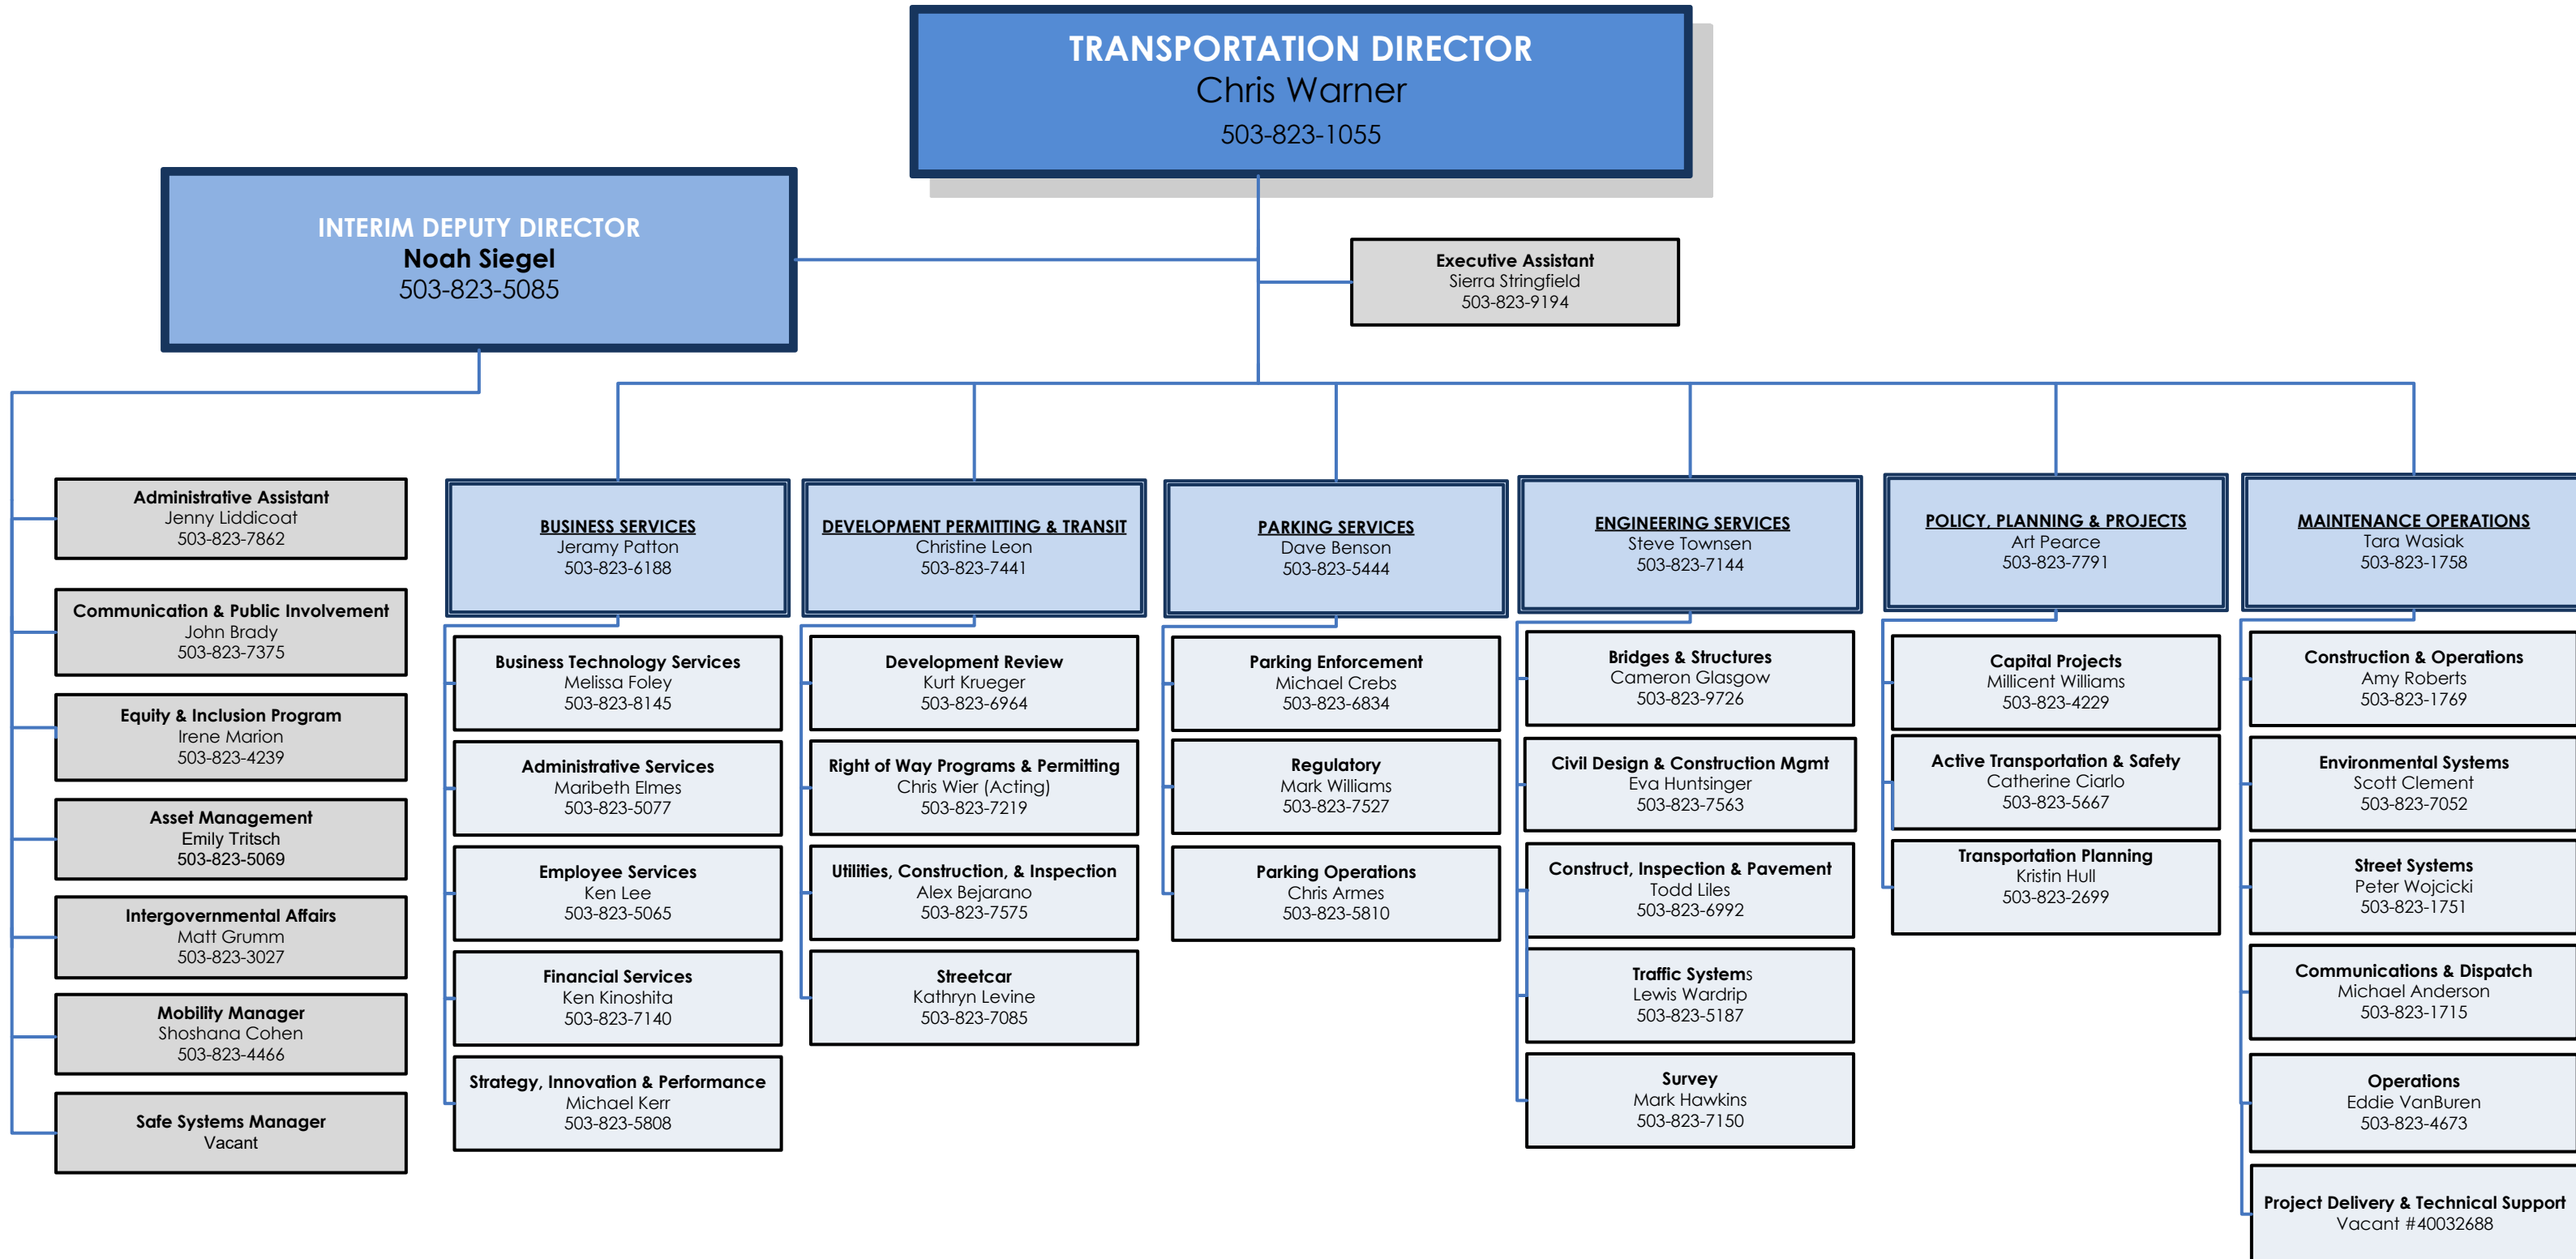 TRANSPORTATION DIRECTOR
Chris Warner
503-823-1055
INTERIM DEPUTY DIRECTOR
Noah Siegel
503-823-5085
Executive Assistant
Sierra Stringfield
503-823-9194
Administrative Assistant
Jenny Liddicoat
503-823-7862
Communication & Public Involvement
John Brady
503-823-7375
Equity & Inclusion Program
Irene Marion
503-823-4239
Asset Management
Emily Tritsch
503-823-5069
Intergovernmental Affairs
Matt Grumm
503-823-3027
Mobility Manager
Shoshana Cohen
503-823-4466
Safe Systems Manager
Vacant
BUSINESS SERVICES
Jeramy Patton
503-823-6188
Business Technology Services
Melissa Foley
503-823-8145
Administrative Services
Maribeth Elmes
503-823-5077
Employee Services
Ken Lee
503-823-5065
Financial Services
Ken Kinoshita
503-823-7140
Strategy, Innovation & Performance
Michael Kerr
503-823-5808
DEVELOPMENT PERMITTING & TRANSIT
Christine Leon
503-823-7441
Development Review
Kurt Krueger
503-823-6964
Right of Way Programs & Permitting
Chris Wier (Acting)
503-823-7219
Utilities, Construction, & Inspection
Alex Bejarano
503-823-7575
Streetcar
Kathryn Levine
503-823-7085
PARKING SERVICES
Dave Benson
503-823-5444
Parking Enforcement
Michael Crebs
503-823-6834
Regulatory
Mark Williams
503-823-7527
Parking Operations
Chris Armes
503-823-5810
ENGINEERING SERVICES
Steve Townsen
503-823-7144
Bridges & Structures
Cameron Glasgow
503-823-9726
Civil Design & Construction Mgmt
Eva Huntsinger
503-823-7563
Construct, Inspection & Pavement
Todd Liles
503-823-6992
Traffic Systems
Lewis Wardrip
503-823-5187
Survey
Mark Hawkins
503-823-7150
POLICY, PLANNING & PROJECTS
Art Pearce
503-823-7791
Capital Projects
Millicent Williams
503-823-4229
Active Transportation & Safety
Catherine Ciarlo
503-823-5667
Transportation Planning
Kristin Hull
503-823-2699
MAINTENANCE OPERATIONS
Tara Wasiak
503-823-1758
Construction & Operations
Amy Roberts
503-823-1769
Environmental Systems
Scott Clement
503-823-7052
Street Systems
Peter Wojcicki
503-823-1751
Communications & Dispatch
Michael Anderson
503-823-1715
Operations
Eddie VanBuren
503-823-4673
Project Delivery & Technical Support
Vacant #40032688